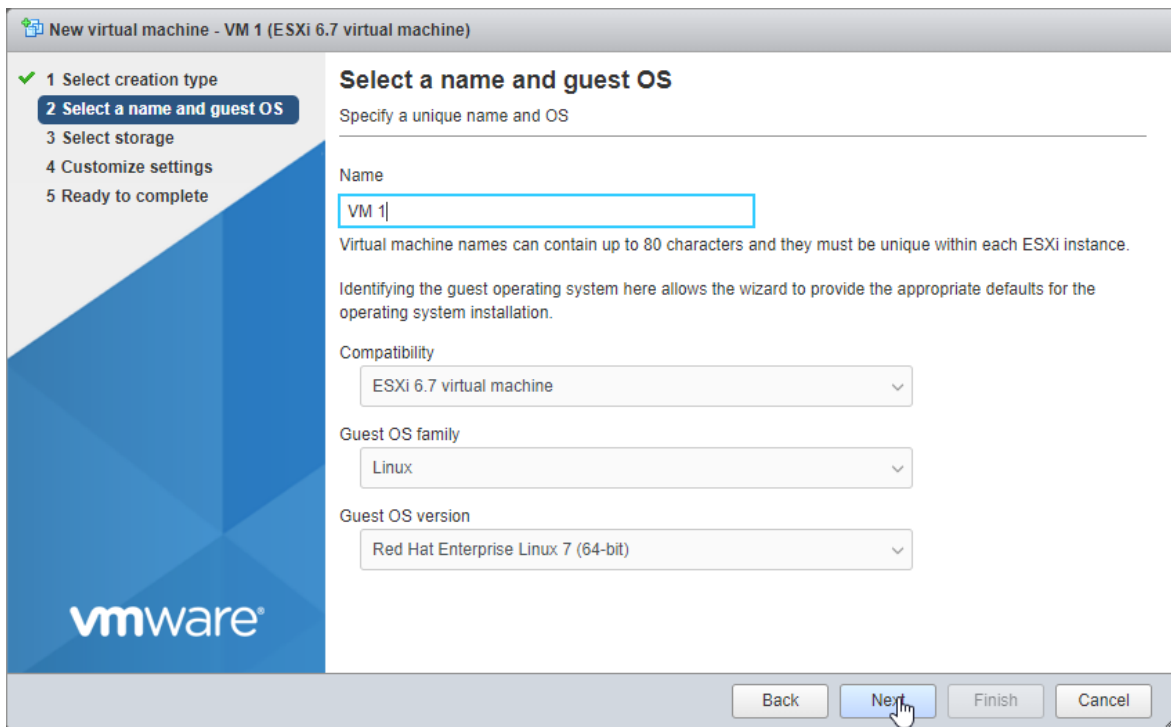 New virtual machine - VM 1 (ESXi 6.7 virtual machine)
1 Select creation type
2 Select a name and guest OS
3 Select storage
4 Customize settings
5 Ready to complete
Select a name and guest OS
Specify a unique name and OS
Name
VM 1
Virtual machine names can contain up to 80 characters and they must be unique within each ESXi instance.
Identifying the guest operating system here allows the wizard to provide the appropriate defaults for the
operating system installation.
Compatibility
ESXi 6.7 virtual machine
Guest OS family
Linux
Guest OS version
Red Hat Enterprise Linux 7 (64-bit)
vmware®
Back
Next
Finish
Cancel